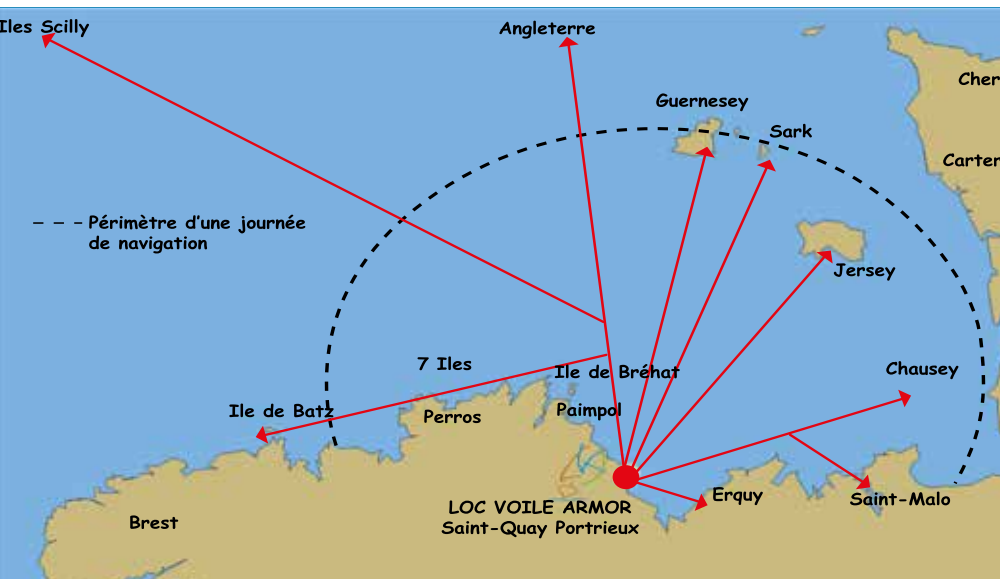 Iles Scilly
Angleterre
Cher
Guernesey
Sark
Carter
Périmètre d'une journée
de navigation
Jersey
7 Iles
Ile de Bréhat
Chausey
Ile de Batz
Perros
Paimpol
Erquy
Saint-Malo
LOC VOILE ARMOR
Saint-Quay Portrieux
Brest